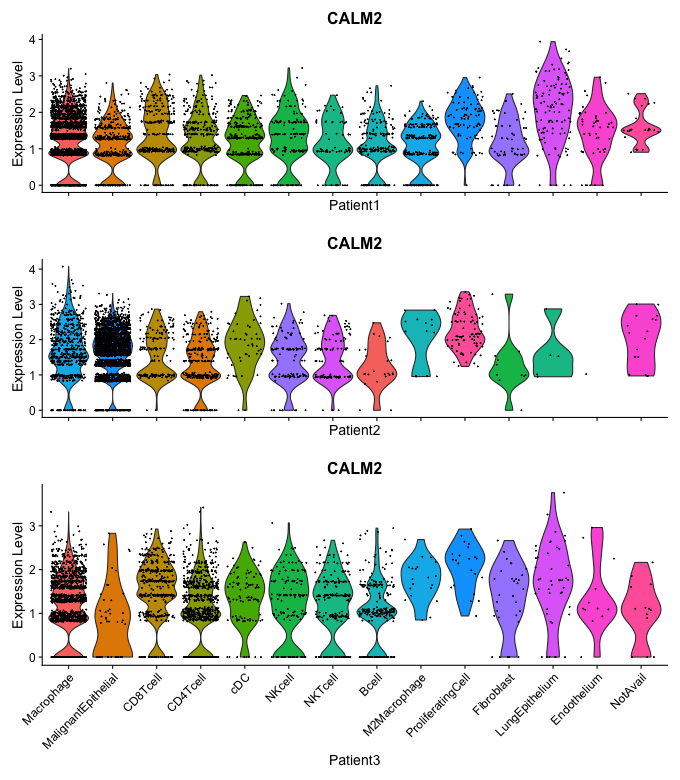 CALM2
4
3
2
1
0
Expression Level
Patient1
CALM2
4
3
2
1
0
Expression Level
Patient2
CALM2
3
2
1
0
Expression Level
Macrophage
MalignantEpithelial
CD8Tcell
CD4Tcell
cDC
NKcell
NKTcell
Bcell
M2Macrophage
ProliferatingCell
Fibroblast
LungEpithelium
Endothelium
NotAvail
Patient3